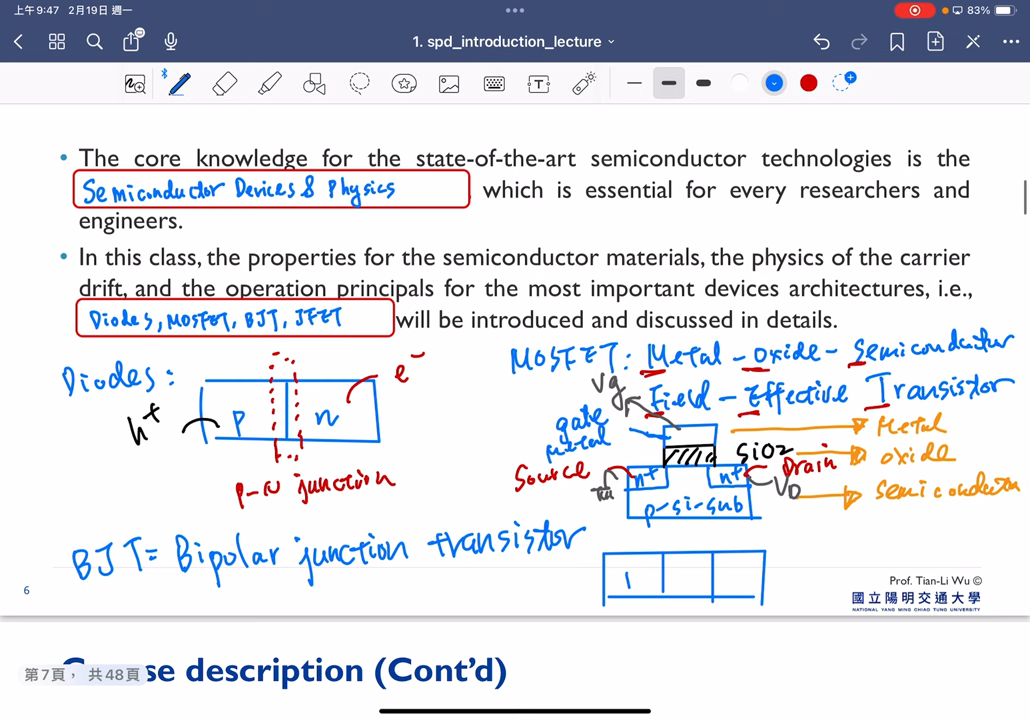 上午9:47 2月19日 週一
83%
1. spd_introduction_lecture
• The core knowledge for the state-of-the-art semiconductor technologies is the
Semiconductor Devices & Physics, which is essential for every researchers and
engineers.
• In this class, the properties for the semiconductor materials, the physics of the carrier
drift, and the operation principals for the most important devices architectures, i.e.,
Diodes, MOSFET, BJT, JFET will be introduced and discussed in details.
MOSFET: Metal-Oxide-Semiconductor
Field-Effective Transistor
Diodes:
h+
p
n
e-
p-n junction
Vg
gate
metal
SiO2
Source
n+
n+
Drain
VD
p-si-sub
Metal
oxide
Semiconductor
BJT= Bipolar junction transistor
6
Prof. Tian-Li Wu ©
國立陽明交通大學
NATIONAL YANG MING CHIAO TUNG UNIVERSITY
第7頁, 共48頁
se description (Cont'd)